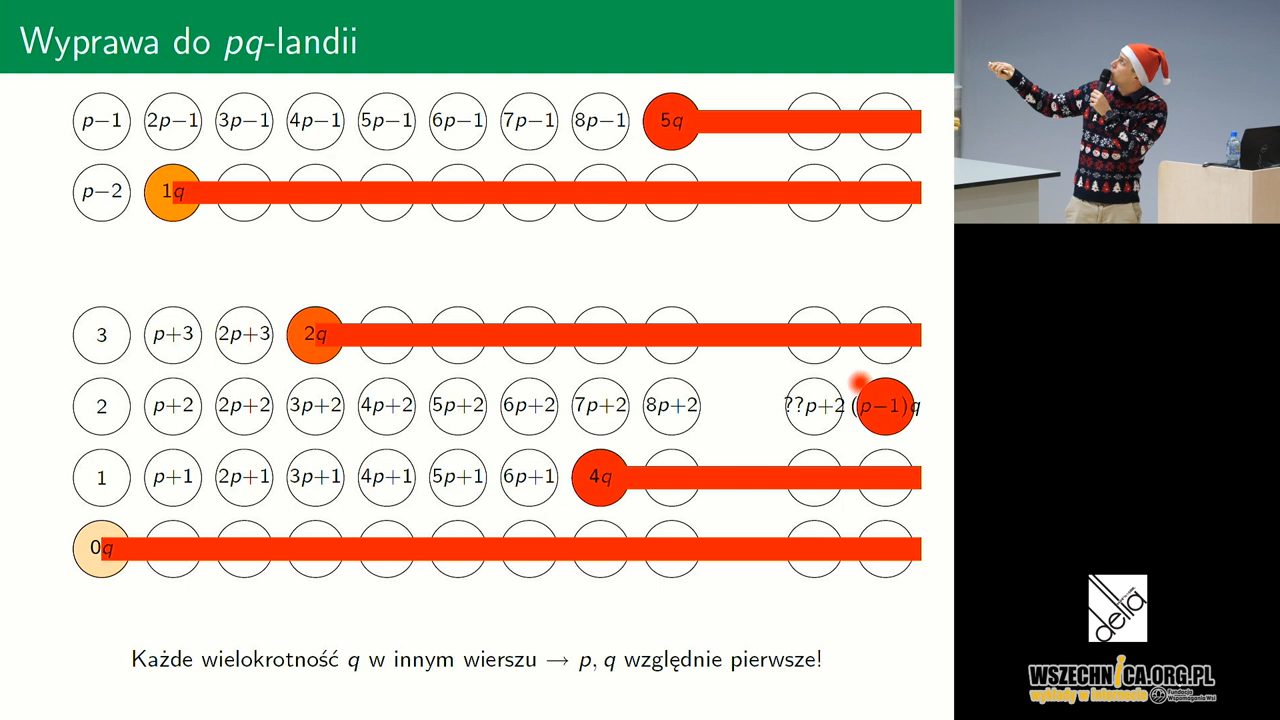 Wyprawa do pq-landii
p−1 2p−1 3p−1 4p−1 5p−1 6p−1 7p−1 8p−1 5q
p−2 1q
3 p+3 2p+3 2q
2 p+2 2p+2 3p+2 4p+2 5p+2 6p+2 7p+2 8p+2 ??p+2 (p−1)q
1 p+1 2p+1 3p+1 4p+1 5p+1 6p+1 4q
0q
Każde wielokrotność q w innym wierszu → p, q względnie pierwsze!
delta
WSZECHNICA.ORG.PL
wykłady w internecie
Fundacja
Wspomagania Wsi